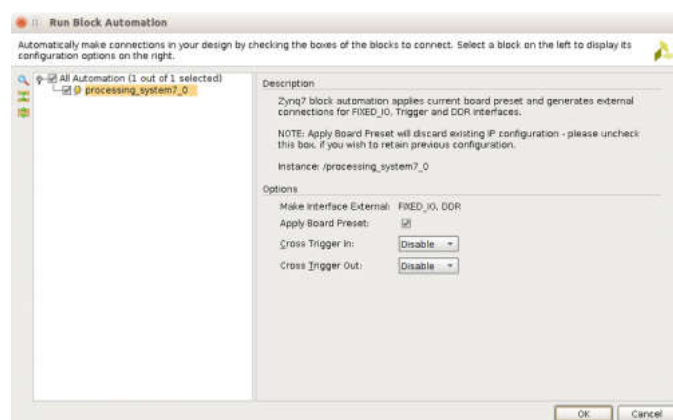 Run Block Automation
Automatically make connections in your design by checking the boxes of the blocks to connect. Select a block on the left to display its
configuration options on the right.
All Automation (1 out of 1 selected)
processing_system7_0
Description
Zynq7 block automation applies current board preset and generates external
connections for FIXED_IO, Trigger and DDR interfaces.
NOTE: Apply Board Preset will discard existing IP configuration - please uncheck
this box, if you wish to retain previous configuration.
Instance: /processing_system7_0
Options
Make Interface External: FIXED_IO, DDR
Apply Board Preset:
Cross Trigger In: Disable
Cross Trigger Out: Disable
OK Cancel